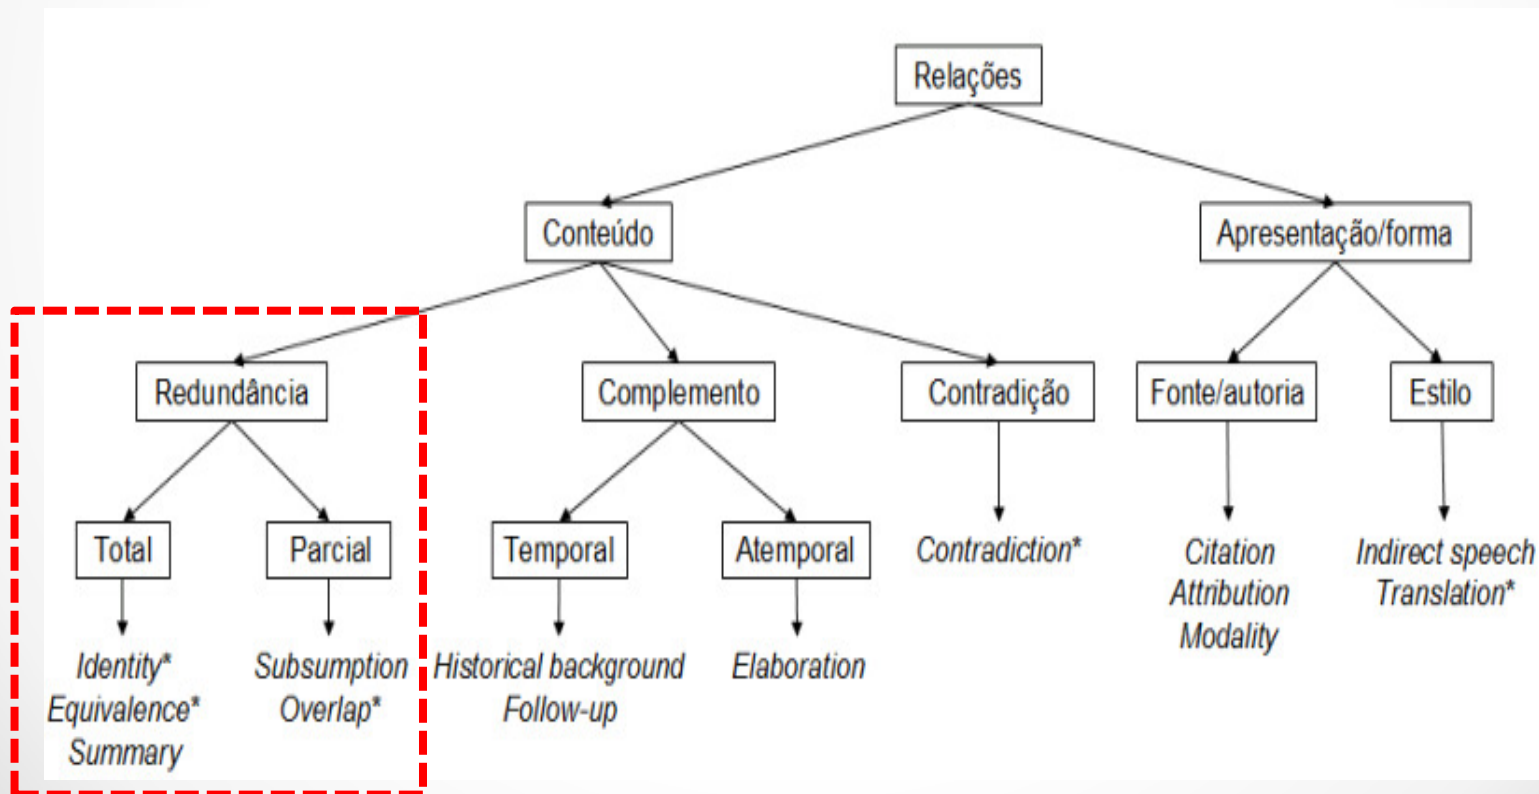 Relações
Conteúdo
Apresentação/forma
Redundância
Complemento
Contradição
Fonte/autoria
Estilo
Total
Parcial
Temporal
Atemporal
Contradiction*
Citation
Attribution
Modality
Indirect speech
Translation*
Identity*
Equivalence*
Summary
Subsumption
Overlap*
Historical background
Follow-up
Elaboration